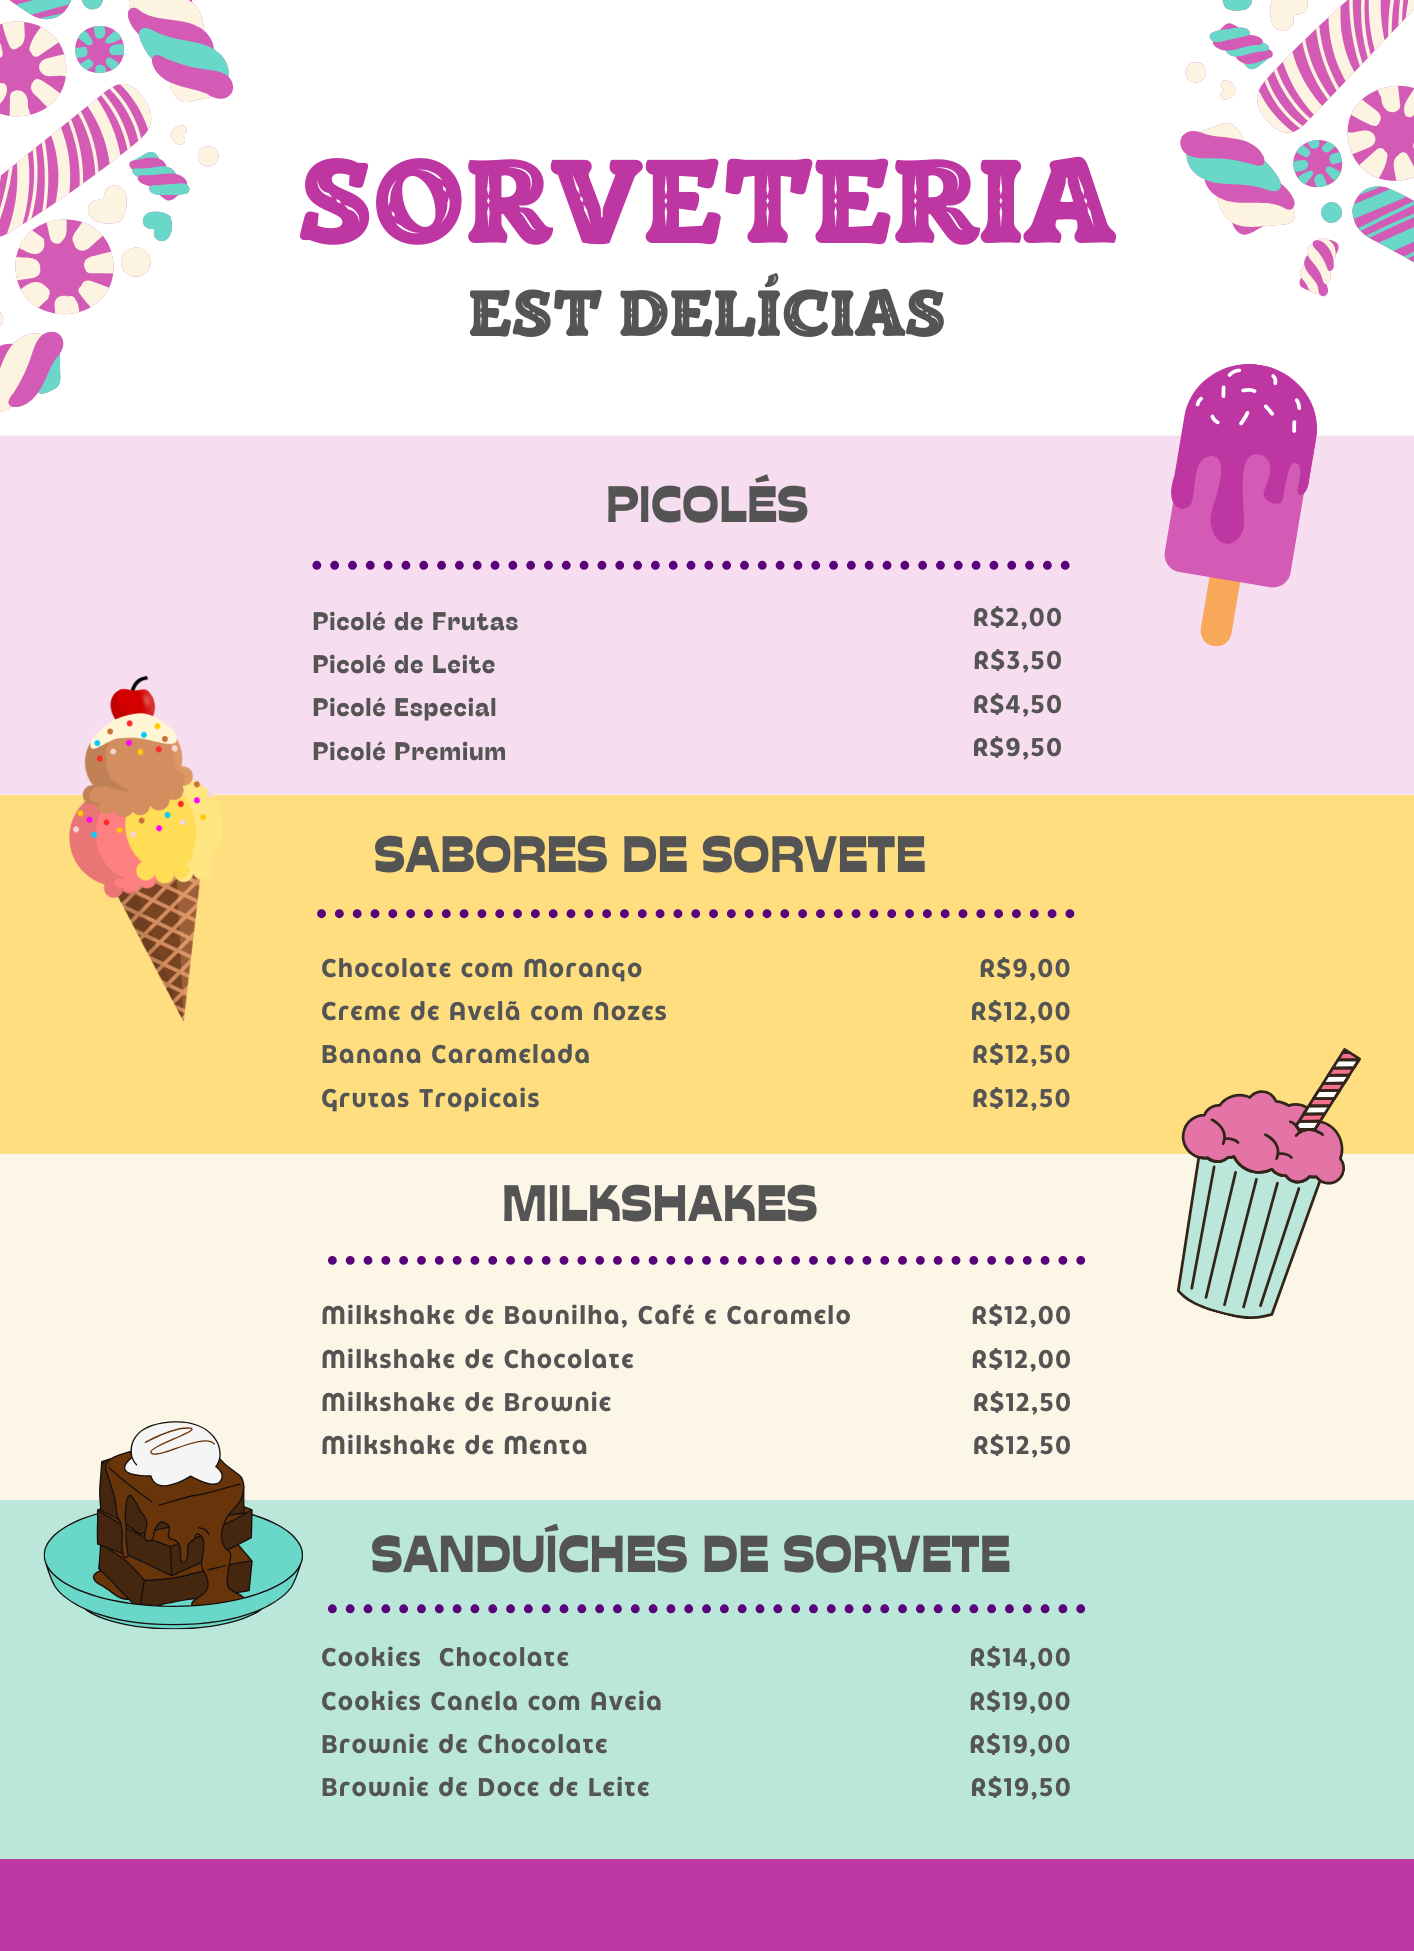 SORVETERIA
EST DELÍCIAS
PICOLÉS
Picolé de Frutas R$2,00
Picolé de Leite R$3,50
Picolé Especial R$4,50
Picolé Premium R$9,50
SABORES DE SORVETE
Chocolate com Morango R$9,00
Creme de Avelã com Nozes R$12,00
Banana Caramelada R$12,50
Grutas Tropicais R$12,50
MILKSHAKES
Milkshake de Baunilha, Café e Caramelo R$12,00
Milkshake de Chocolate R$12,00
Milkshake de Brownie R$12,50
Milkshake de Menta R$12,50
SANDUÍCHES DE SORVETE
Cookies  Chocolate R$14,00
Cookies Canela com Aveia R$19,00
Brownie de Chocolate R$19,00
Brownie de Doce de Leite R$19,50